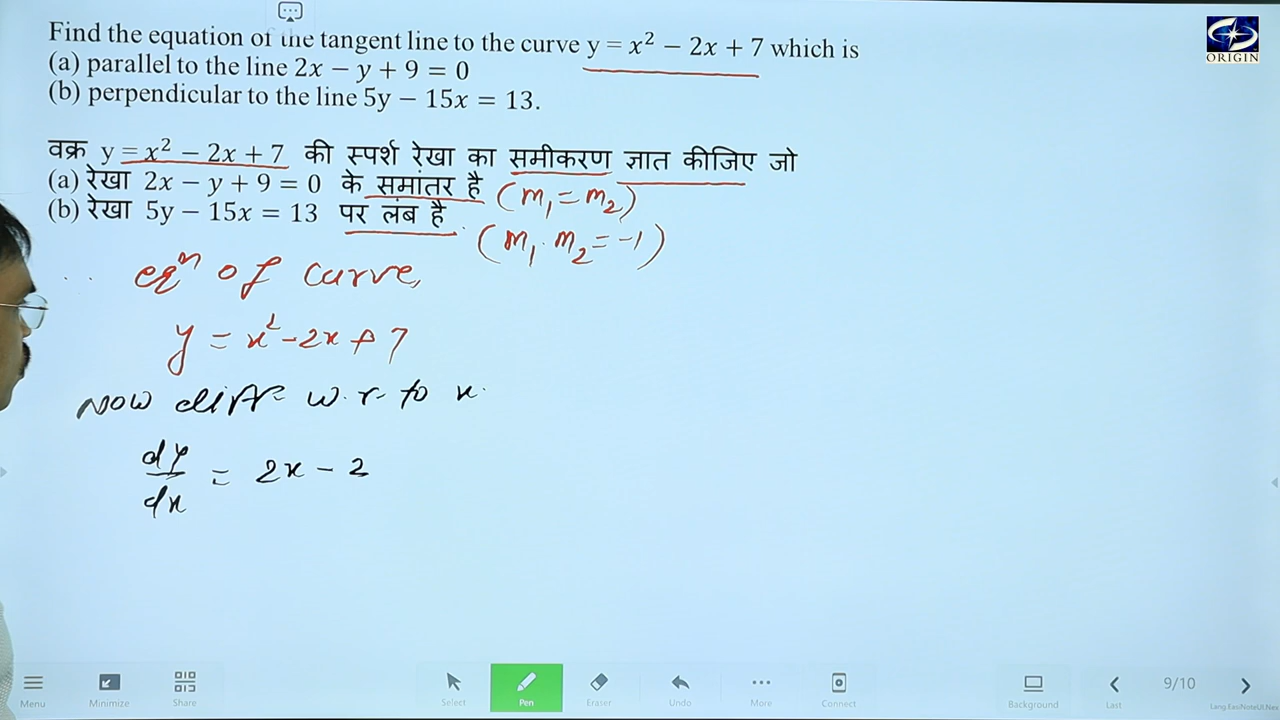 Find the equation of the tangent line to the curve y = x² − 2x + 7 which is
(a) parallel to the line 2x − y + 9 = 0
(b) perpendicular to the line 5y − 15x = 13.
वक्र y = x² − 2x + 7 की स्पर्श रेखा का समीकरण ज्ञात कीजिए जो
(a) रेखा 2x − y + 9 = 0 के समांतर है (m₁ = m₂)
(b) रेखा 5y − 15x = 13 पर लंब है. (m₁. m₂ = -1)
eqⁿ of curve,
y = x² - 2x + 7
Now diff w.r. to x.
dy/dx = 2x - 2
ORIGIN
Menu
Minimize
Share
Select
Pen
Eraser
Undo
More
Connect
Background
Last
9/10